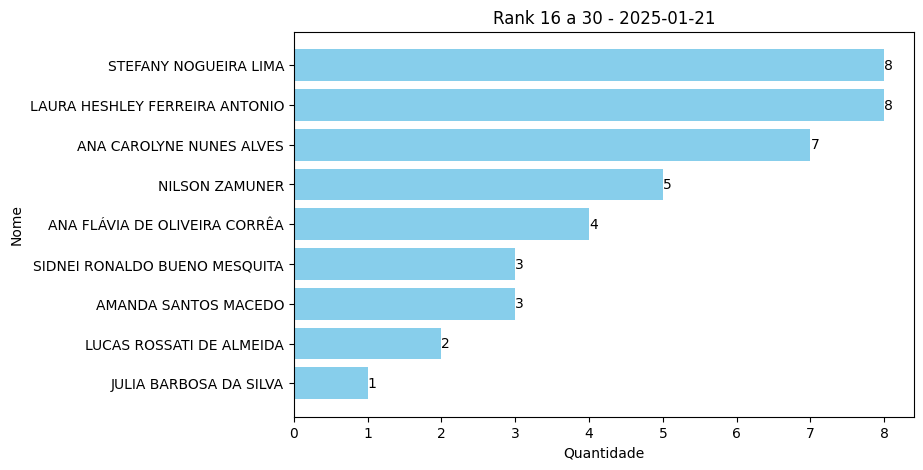 Rank 16 a 30 - 2025-01-21
STEFANY NOGUEIRA LIMA 8
LAURA HESHLEY FERREIRA ANTONIO 8
ANA CAROLYNE NUNES ALVES 7
NILSON ZAMUNER 5
ANA FLÁVIA DE OLIVEIRA CORRÊA 4
SIDNEI RONALDO BUENO MESQUITA 3
AMANDA SANTOS MACEDO 3
LUCAS ROSSATI DE ALMEIDA 2
JULIA BARBOSA DA SILVA 1
Nome
0 1 2 3 4 5 6 7 8
Quantidade